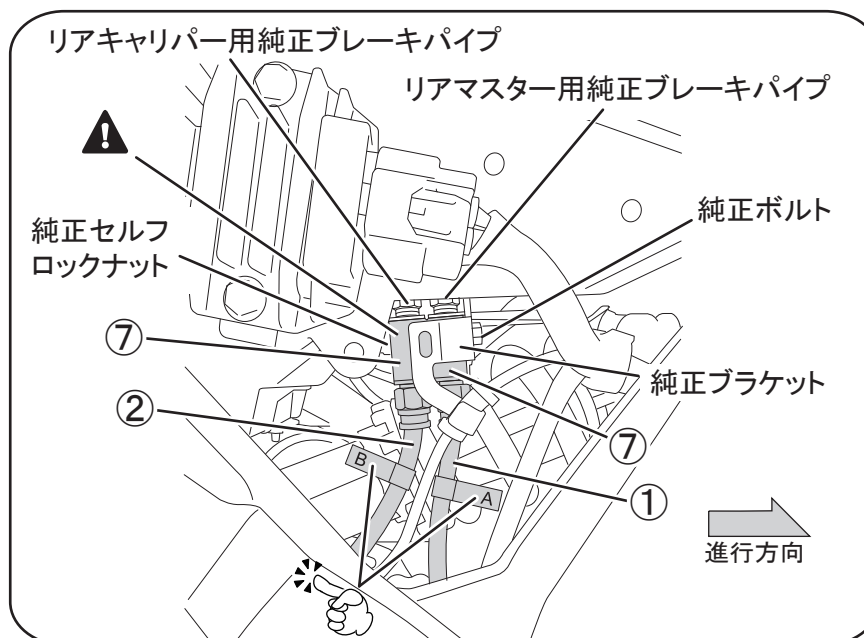 リアキャリパー用純正ブレーキパイプ
リアマスター用純正ブレーキパイプ
純正ボルト
純正セルフ
ロックナット
⑦
純正ブラケット
②
⑦
B
A
①
進行方向